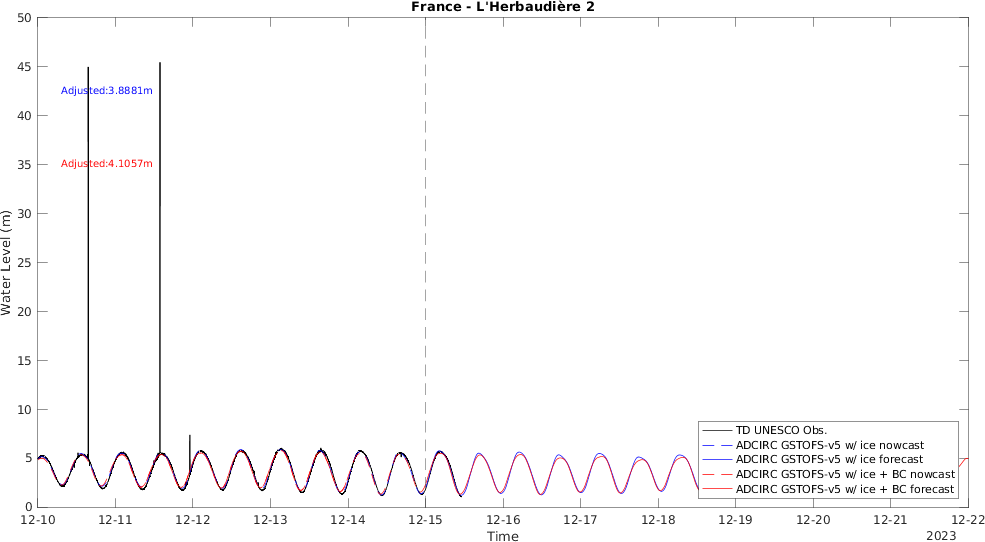 France - L'Herbaudière 2
50
45
40
35
30
25
20
15
10
5
0
Water Level (m)
Adjusted:3.8881m
Adjusted:4.1057m
TD UNESCO Obs.
ADCIRC GSTOFS-v5 w/ ice nowcast
ADCIRC GSTOFS-v5 w/ ice forecast
ADCIRC GSTOFS-v5 w/ ice + BC nowcast
ADCIRC GSTOFS-v5 w/ ice + BC forecast
12-10 12-11 12-12 12-13 12-14 12-15 12-16 12-17 12-18 12-19 12-20 12-21 12-22
Time
2023